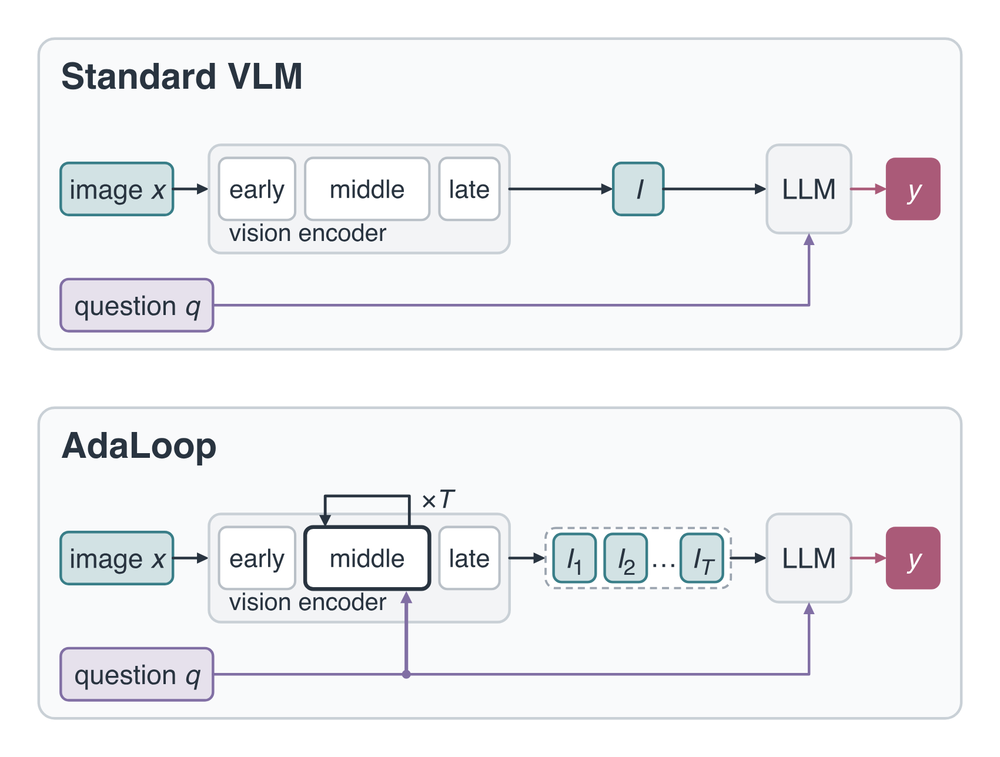 Standard VLM
image x
early
middle
late
vision encoder
I
LLM
y
question q
AdaLoop
×T
image x
early
middle
late
vision encoder
I₁
I₂
...
I_T
LLM
y
question q